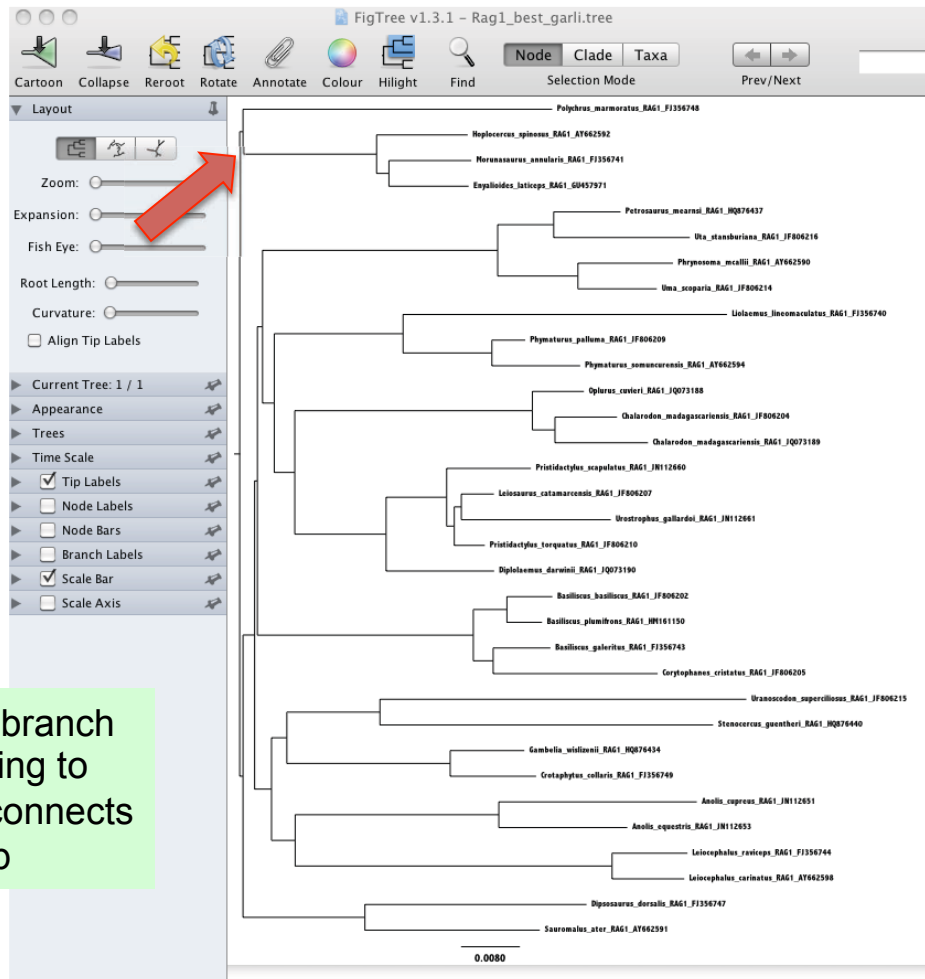 FigTree v1.3.1 – Rag1_best_garli.tree
Cartoon Collapse Reroot Rotate Annotate Colour Hilight Find
Node Clade Taxa
Selection Mode
Prev/Next
Layout
Zoom:
Expansion:
Fish Eye:
Root Length:
Curvature:
Align Tip Labels
Current Tree: 1 / 1
Appearance
Trees
Time Scale
Tip Labels
Node Labels
Node Bars
Branch Labels
Scale Bar
Scale Axis
branch
ing to
connects
Polychrus_marmoratus_RAG1_FJ356748
Hoplocercus_spinosus_RAG1_AY662592
Morunasaurus_annularis_RAG1_FJ356741
Enyalioides_laticeps_RAG1_GU457971
Petrosaurus_mearnsi_RAG1_HQ876437
Uta_stansburiana_RAG1_JF806216
Phrynosoma_mcallii_RAG1_AY662590
Uma_scoparia_RAG1_JF806214
Liolaemus_lineomaculatus_RAG1_FJ356740
Phymaturus_palluma_RAG1_JF806209
Phymaturus_somuncurensis_RAG1_AY662594
Oplurus_cuvieri_RAG1_JQ073188
Chalarodon_madagascariensis_RAG1_JF806204
Chalarodon_madagascariensis_RAG1_JQ073189
Pristidactylus_scapulatus_RAG1_JN112660
Leiosaurus_catamarcensis_RAG1_JF806207
Urostrophus_gallardoi_RAG1_JN112661
Pristidactylus_torquatus_RAG1_JF806210
Diplolaemus_darwinii_RAG1_JQ073190
Basiliscus_basiliscus_RAG1_JF806202
Basiliscus_plumifrons_RAG1_HM161150
Basiliscus_galeritus_RAG1_FJ356743
Corytophanes_cristatus_RAG1_JF806205
Uranoscodon_superciliosus_RAG1_JF806215
Stenocercus_guentheri_RAG1_HQ876440
Gambelia_wislizenii_RAG1_HQ876434
Crotaphytus_collaris_RAG1_FJ356749
Anolis_cupreus_RAG1_JN112651
Anolis_equestris_RAG1_JN112653
Leiocephalus_raviceps_RAG1_FJ356744
Leiocephalus_carinatus_RAG1_AY662598
Dipsosaurus_dorsalis_RAG1_FJ356747
Sauromalus_ater_RAG1_AY662591
0.0080